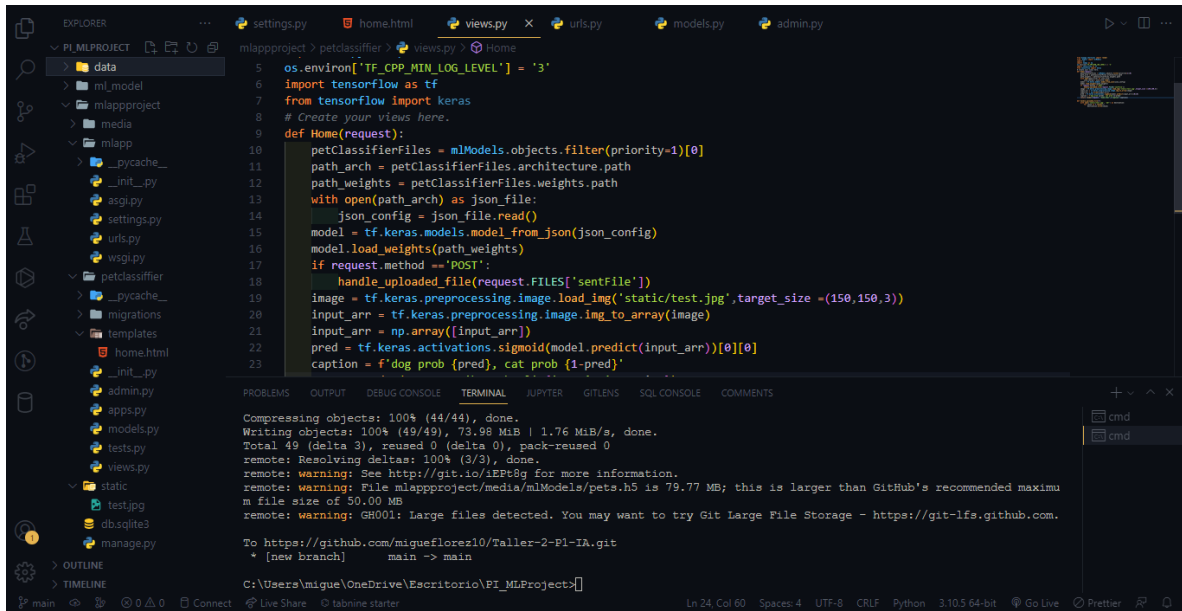 EXPLORER
settings.py
home.html
views.py
urls.py
models.py
admin.py
PI_MLPROJECT
mlappproject > petclassiffier > views.py > Home
data
ml_model
mlappproject
media
mlapp
__pycache__
__init__.py
asgi.py
settings.py
urls.py
wsgi.py
petclassiffier
__pycache__
migrations
templates
home.html
__init__.py
admin.py
apps.py
models.py
tests.py
views.py
static
test.jpg
db.sqlite3
manage.py
OUTLINE
TIMELINE
5 os.environ['TF_CPP_MIN_LOG_LEVEL'] = '3'
6 import tensorflow as tf
7 from tensorflow import keras
8 # Create your views here.
9 def Home(request):
10 petClassifierFiles = mlModels.objects.filter(priority=1)[0]
11 path_arch = petClassifierFiles.architecture.path
12 path_weights = petClassifierFiles.weights.path
13 with open(path_arch) as json_file:
14 json_config = json_file.read()
15 model = tf.keras.models.model_from_json(json_config)
16 model.load_weights(path_weights)
17 if request.method =='POST':
18 handle_uploaded_file(request.FILES['sentFile'])
19 image = tf.keras.preprocessing.image.load_img('static/test.jpg',target_size =(150,150,3))
20 input_arr = tf.keras.preprocessing.image.img_to_array(image)
21 input_arr = np.array([input_arr])
22 pred = tf.keras.activations.sigmoid(model.predict(input_arr))[0][0]
23 caption = f'dog prob {pred}, cat prob {1-pred}'
PROBLEMS OUTPUT DEBUG CONSOLE TERMINAL JUPYTER GITLENS SQL CONSOLE COMMENTS
cmd
cmd
Compressing objects: 100% (44/44), done.
Writing objects: 100% (49/49), 73.98 MiB | 1.76 MiB/s, done.
Total 49 (delta 3), reused 0 (delta 0), pack-reused 0
remote: Resolving deltas: 100% (3/3), done.
remote: warning: See http://git.io/iEPt8g for more information.
remote: warning: File mlappproject/media/mlModels/pets.h5 is 79.77 MB; this is larger than GitHub's recommended maximu
m file size of 50.00 MB
remote: warning: GH001: Large files detected. You may want to try Git Large File Storage - https://git-lfs.github.com.
To https://github.com/migueflorez10/Taller-2-P1-IA.git
* [new branch] main -> main
C:\Users\migue\OneDrive\Escritorio\PI_MLProject>
1
main 0 0 Connect Live Share tabnine starter Ln 24, Col 60 Spaces: 4 UTF-8 CRLF Python 3.10.5 64-bit Go Live Prettier